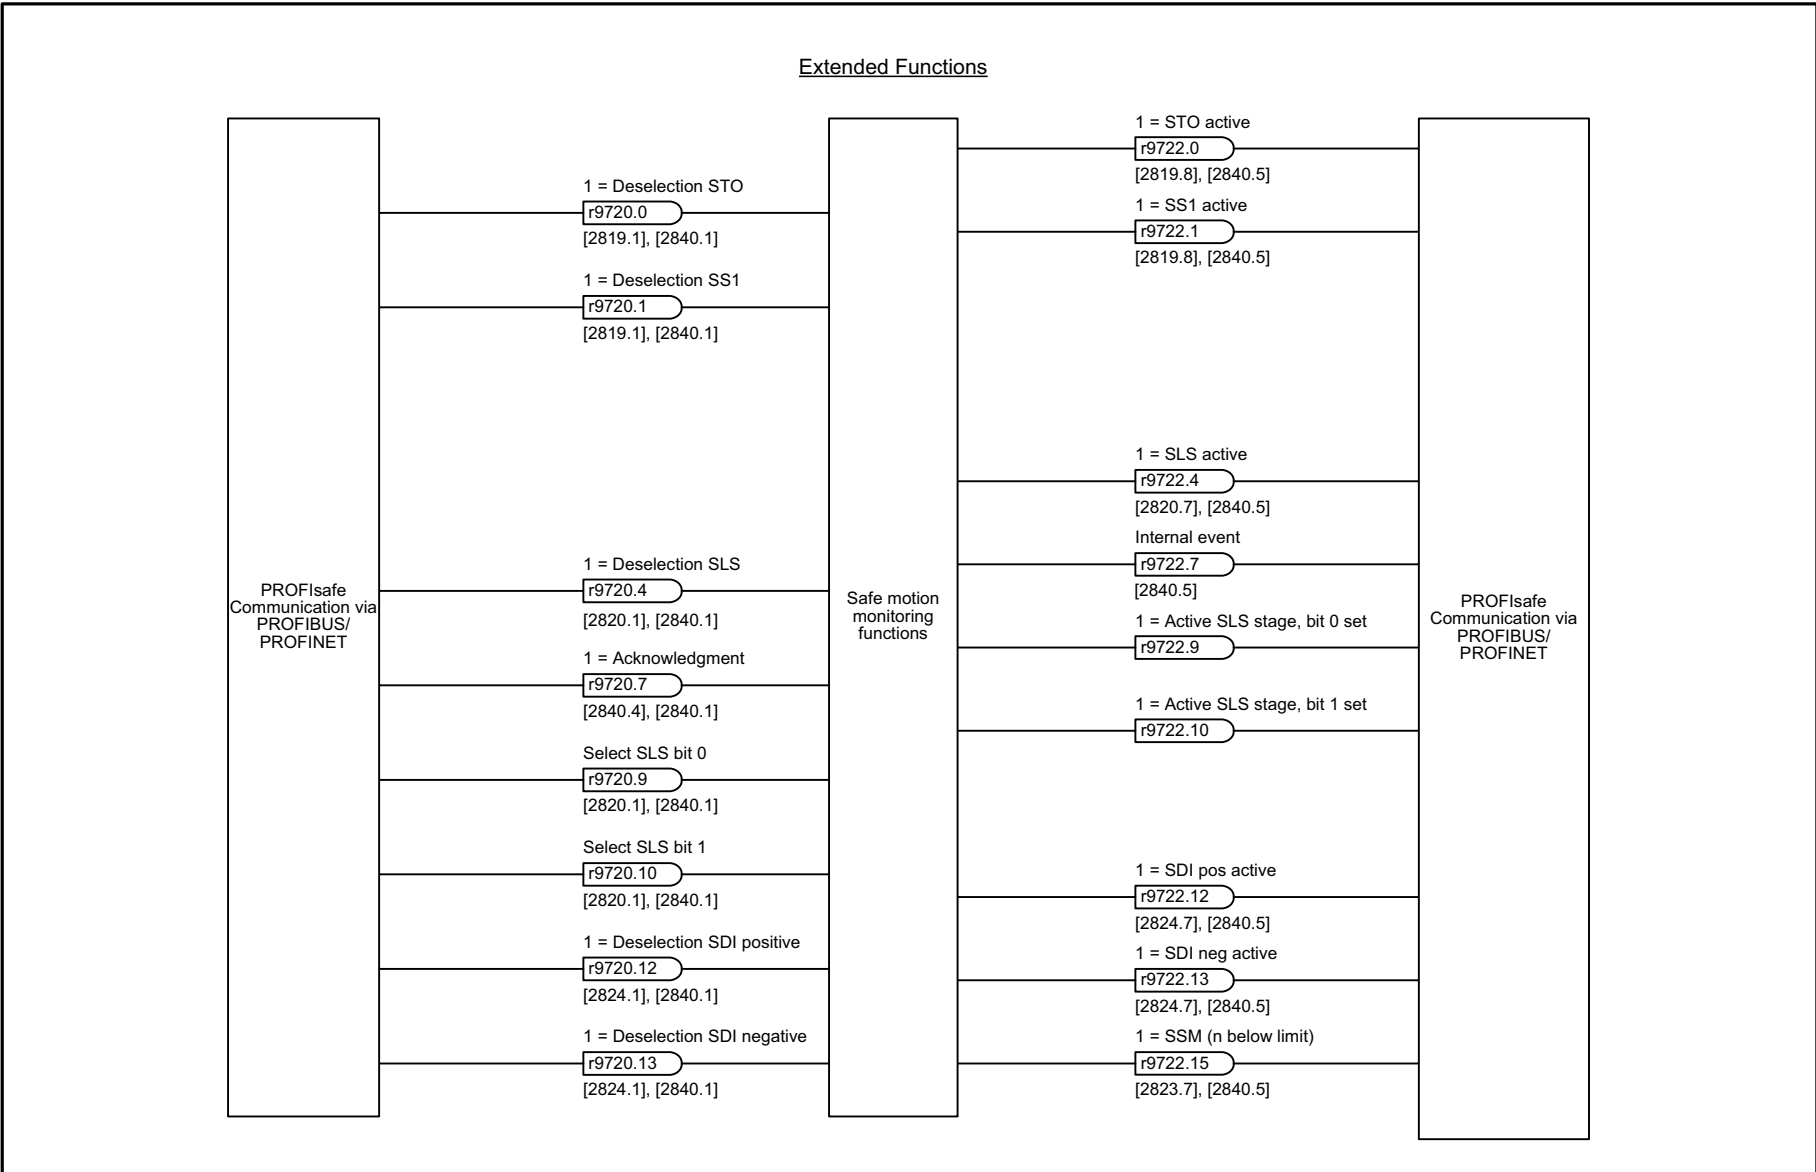 Extended Functions
PROFIsafe
Communication via
PROFIBUS/
PROFINET
1 = Deselection STO
r9720.0
[2819.1], [2840.1]
1 = Deselection SS1
r9720.1
[2819.1], [2840.1]
1 = Deselection SLS
r9720.4
[2820.1], [2840.1]
1 = Acknowledgment
r9720.7
[2840.4], [2840.1]
Select SLS bit 0
r9720.9
[2820.1], [2840.1]
Select SLS bit 1
r9720.10
[2820.1], [2840.1]
1 = Deselection SDI positive
r9720.12
[2824.1], [2840.1]
1 = Deselection SDI negative
r9720.13
[2824.1], [2840.1]
Safe motion
monitoring
functions
1 = STO active
r9722.0
[2819.8], [2840.5]
1 = SS1 active
r9722.1
[2819.8], [2840.5]
1 = SLS active
r9722.4
[2820.7], [2840.5]
Internal event
r9722.7
[2840.5]
1 = Active SLS stage, bit 0 set
r9722.9
1 = Active SLS stage, bit 1 set
r9722.10
1 = SDI pos active
r9722.12
[2824.7], [2840.5]
1 = SDI neg active
r9722.13
[2824.7], [2840.5]
1 = SSM (n below limit)
r9722.15
[2823.7], [2840.5]
PROFIsafe
Communication via
PROFIBUS/
PROFINET